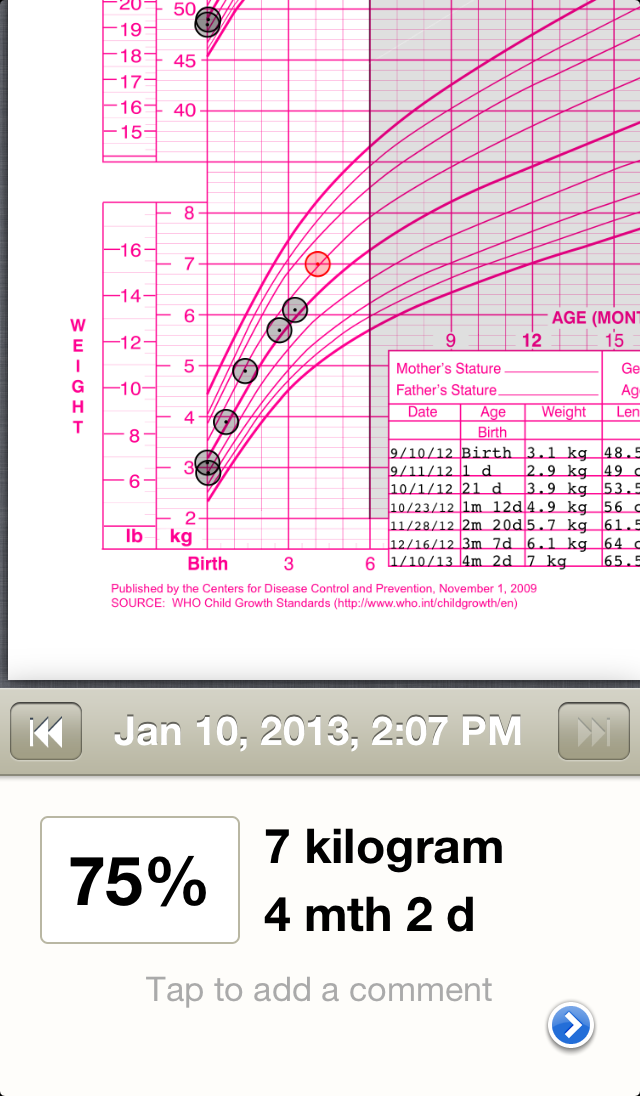 20
50
19
18
45
17
16
40
15
8
16
7
14
W
E
I
G
H
T
6
AGE (MONT
12
9 12 15
5
10
Mother's Stature Ge
Father's Stature Ag
4
Date Age Weight Len
8
Birth
9/10/12 Birth 3.1 kg 48.5
3
9/11/12 1 d 2.9 kg 49 c
6
10/1/12 21 d 3.9 kg 53.5
10/23/12 1m 12d 4.9 kg 56 c
2
11/28/12 2m 20d 5.7 kg 61.5
lb kg
12/16/12 3m 7d 6.1 kg 64 c
1/10/13 4m 2d 7 kg 65.5
Birth 3 6
Published by the Centers for Disease Control and Prevention, November 1, 2009
SOURCE: WHO Child Growth Standards (http://www.who.int/childgrowth/en)
Jan 10, 2013, 2:07 PM
75%
7 kilogram
4 mth 2 d
Tap to add a comment